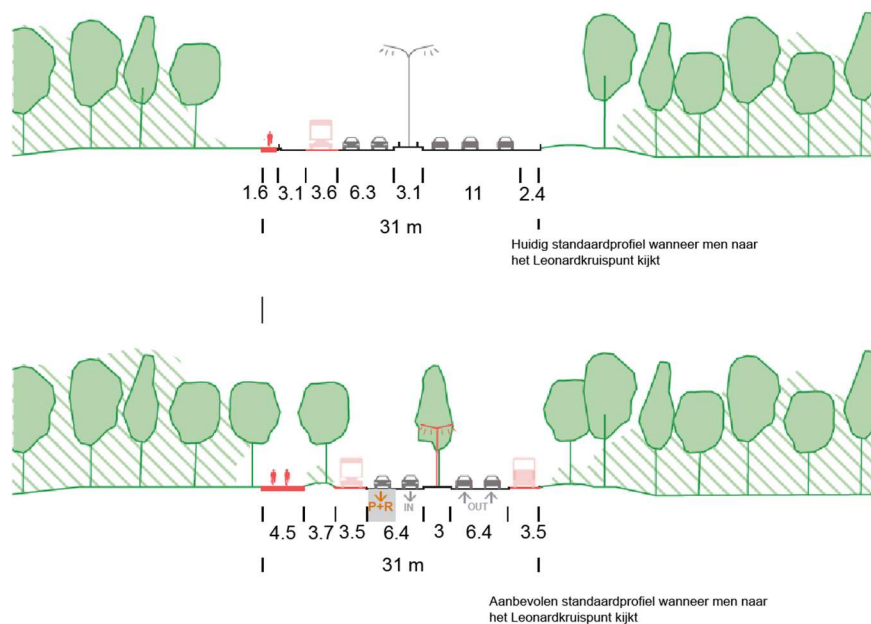 1.6 3.1 3.6 6.3 3.1 11 2.4
31 m
Huidig standaardprofiel wanneer men naar
het Leonardkruispunt kijkt
P+R IN OUT
4.5 3.7 3.5 6.4 3 6.4 3.5
31 m
Aanbevolen standaardprofiel wanneer men naar
het Leonardkruispunt kijkt